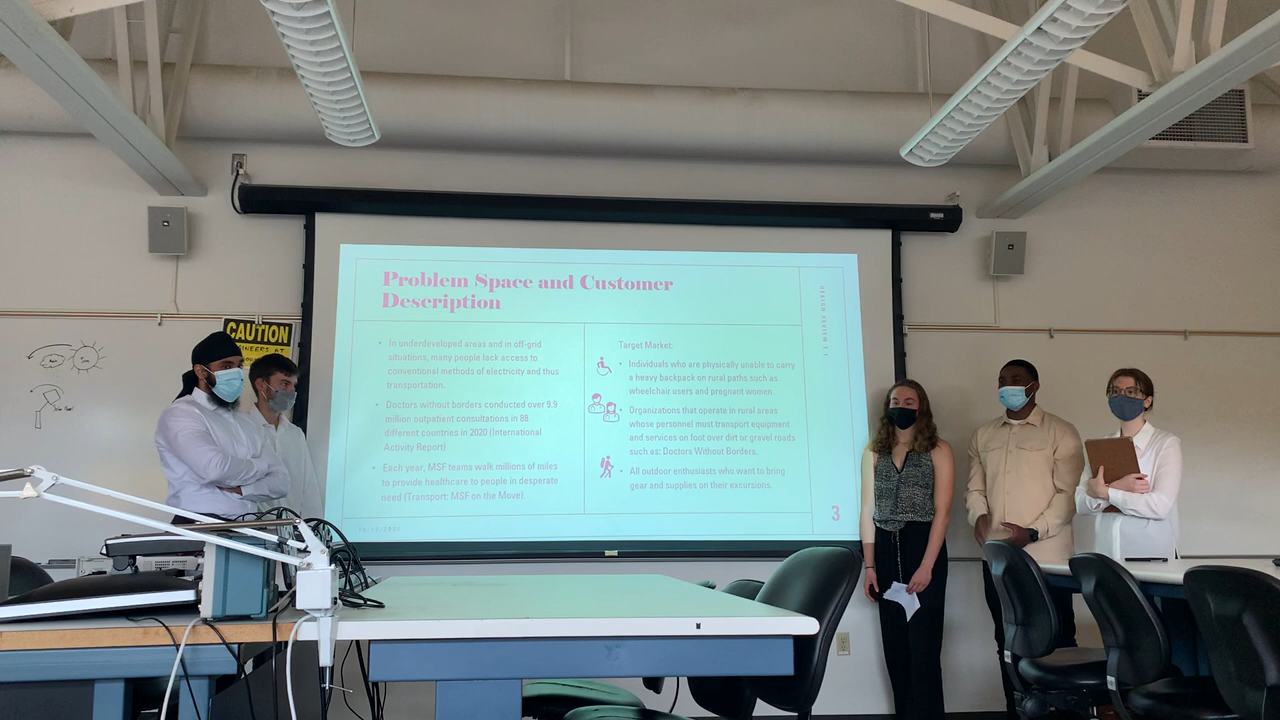 CAUTION
Problem Space and Customer
Description
In underdeveloped areas and in off-grid
situations, many people lack access to
conventional methods of electricity and thus
transportation.
Doctors without borders conducted over 9.9
million outpatient consultations in 88
different countries in 2020 (International
Activity Report)
Each year, MSF teams walk millions of miles
to provide healthcare to people in desperate
need (Transport: MSF on the Move).
Target Market:
Individuals who are physically unable to carry
a heavy backpack on rural paths such as
wheelchair users and pregnant women.
Organizations that operate in rural areas
whose personnel must transport equipment
and services on foot over dirt or gravel roads
such as: Doctors Without Borders.
All outdoor enthusiasts who want to bring
gear and supplies on their excursions.
DESIGN REVIEW 1
3